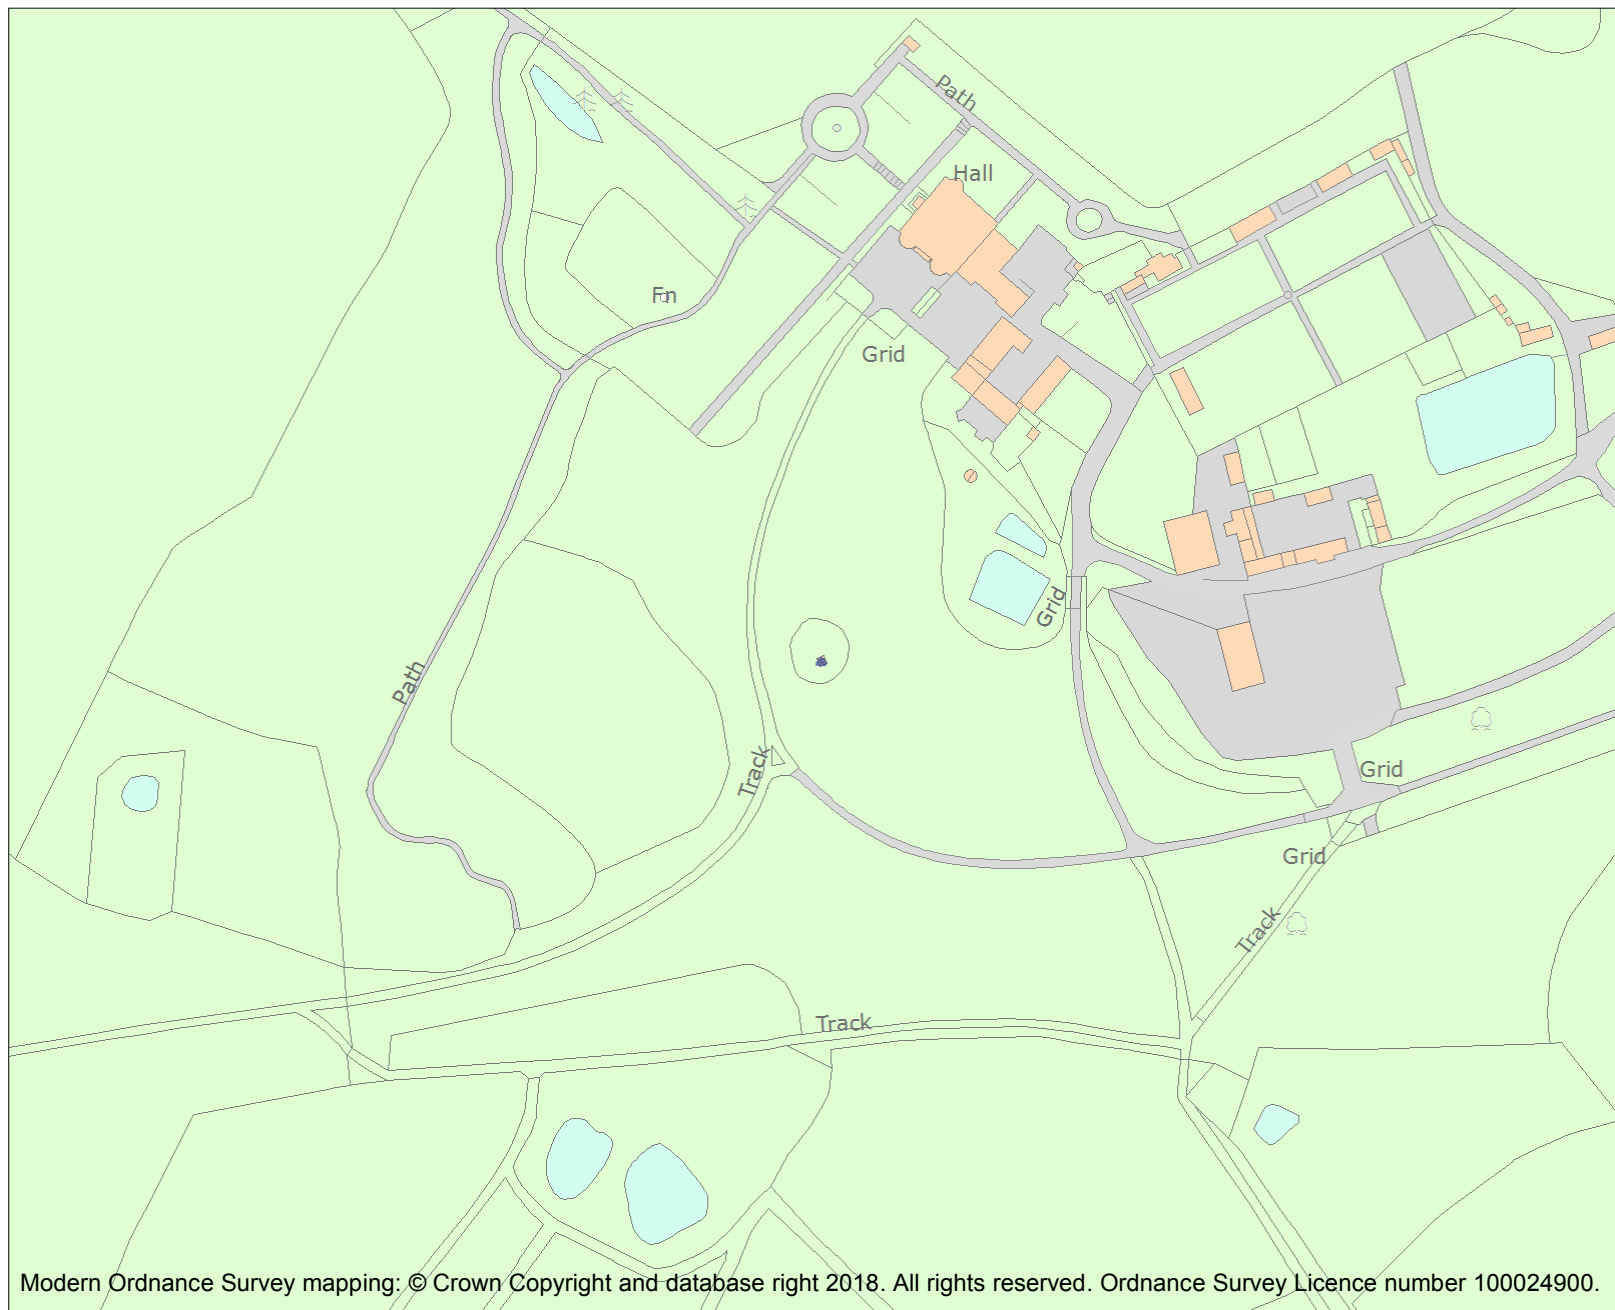 Path
Hall
Fn
Grid
Grid
Path
Track
Grid
Grid
Track
Track
Modern Ordnance Survey mapping: © Crown Copyright and database right 2018. All rights reserved. Ordnance Survey Licence number 100024900.